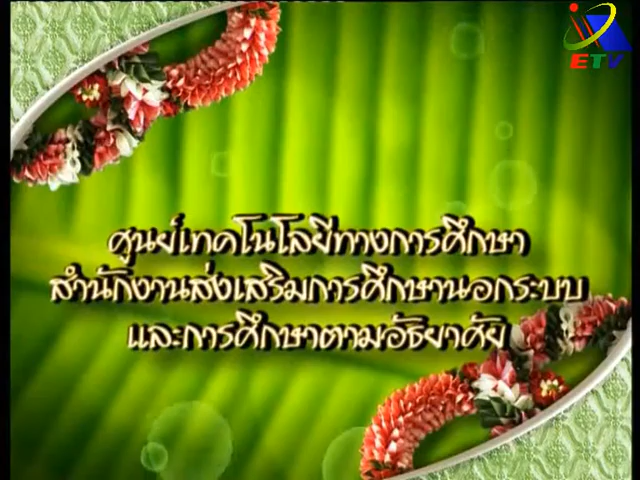 ETV
ศูนย์เทคโนโลยีทางการศึกษา
สำนักงานส่งเสริมการศึกษานอกระบบ
และการศึกษาตามอัธยาศัย